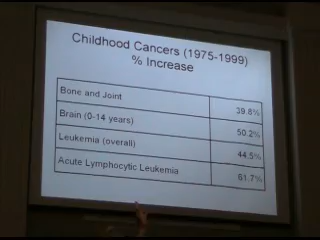 Childhood Cancers (1975-1999)
% Increase
Bone and Joint 39.8%
Brain (0-14 years) 50.2%
Leukemia (overall) 44.5%
Acute Lymphocytic Leukemia 61.7%